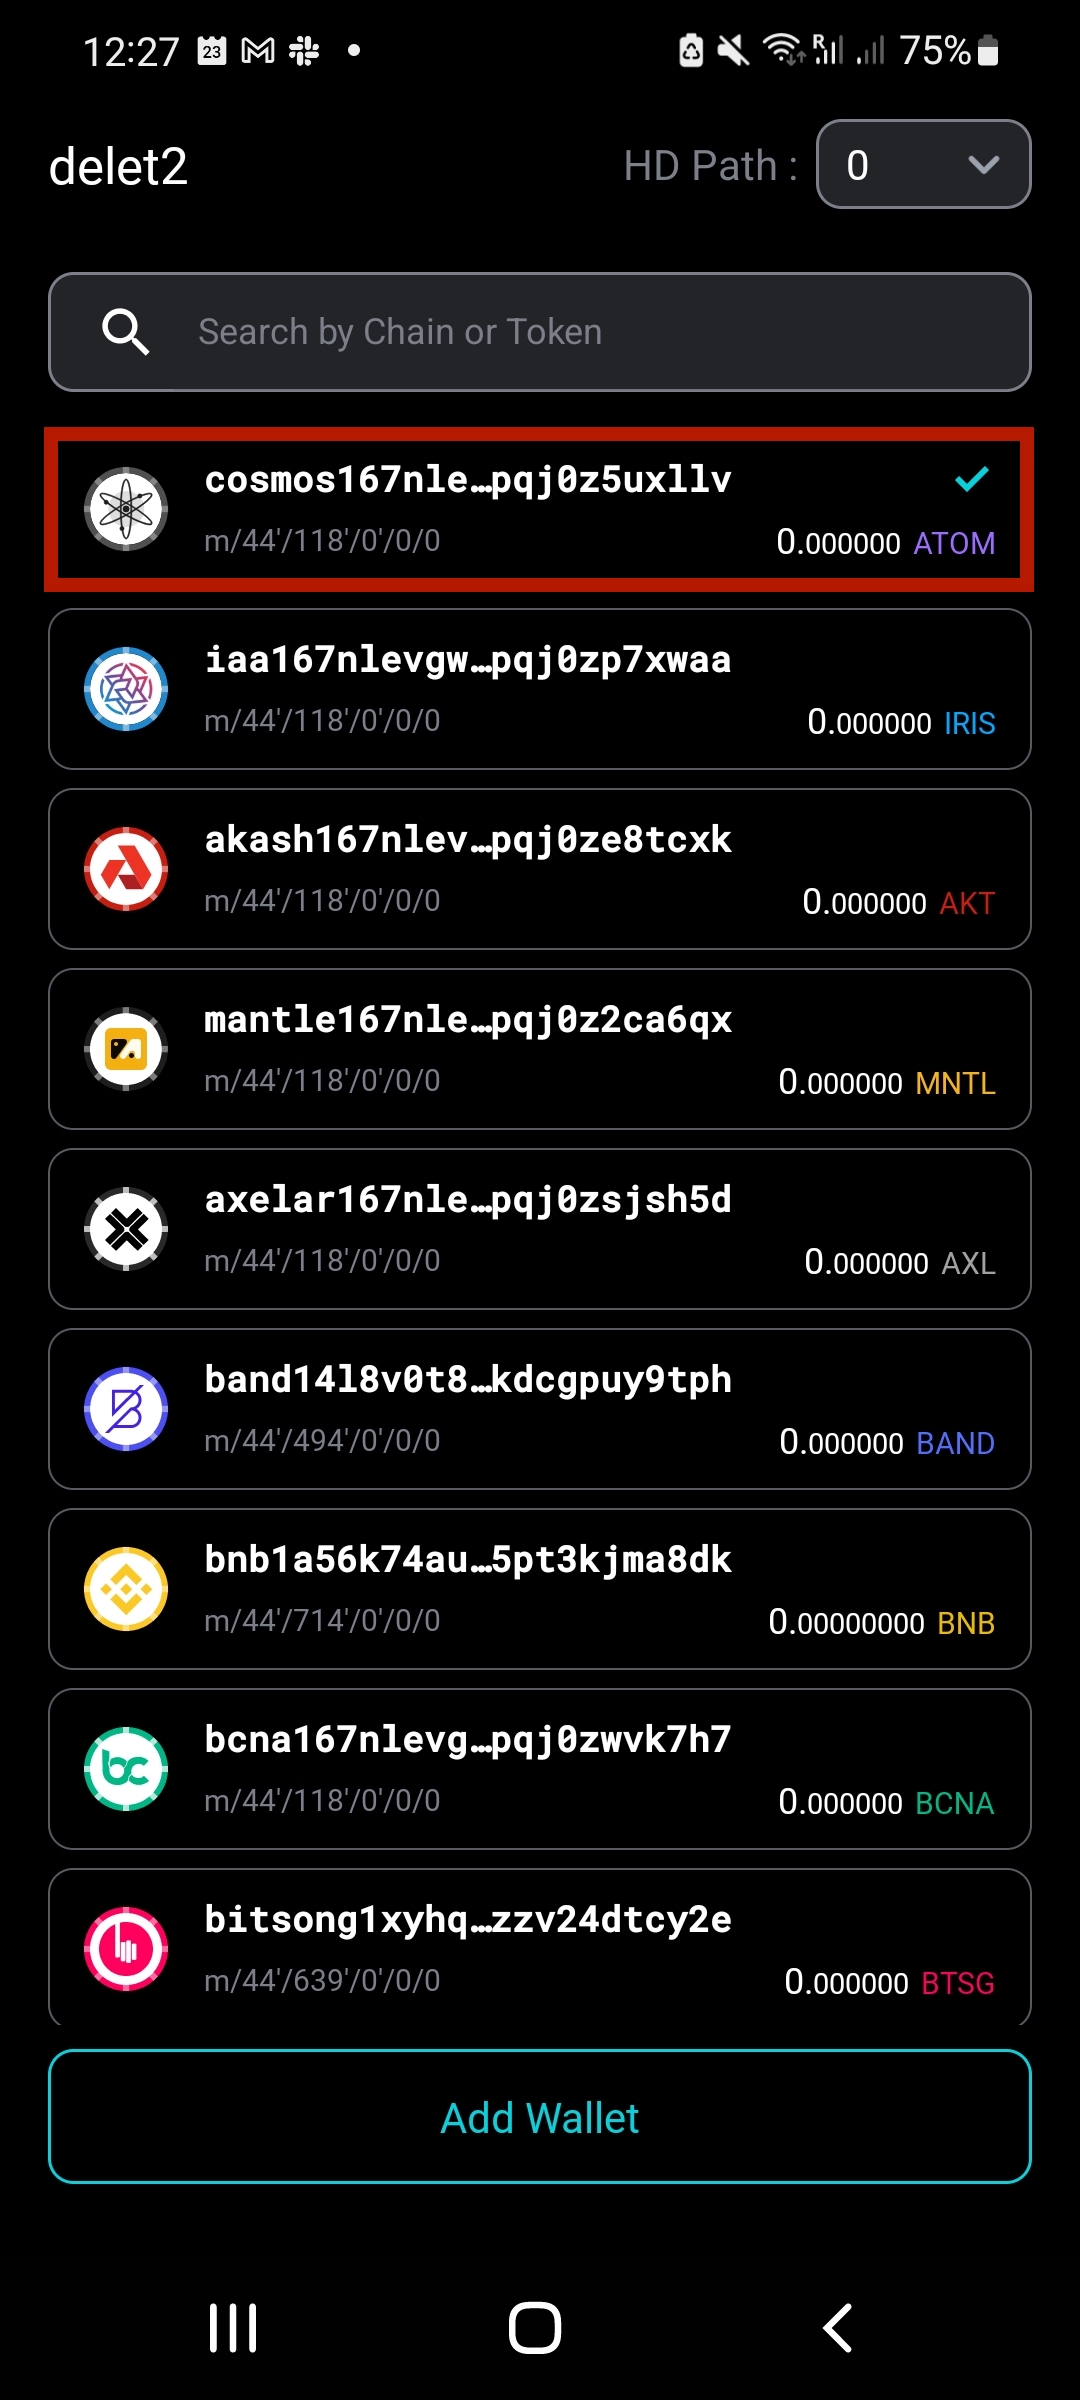 12:27 23 R 75%
delet2 HD Path : 0
Search by Chain or Token
cosmos167nle…pqj0z5uxllv
m/44'/118'/0'/0/0 0.000000 ATOM
iaa167nlevgw…pqj0zp7xwaa
m/44'/118'/0'/0/0 0.000000 IRIS
akash167nlev…pqj0ze8tcxk
m/44'/118'/0'/0/0 0.000000 AKT
mantle167nle…pqj0z2ca6qx
m/44'/118'/0'/0/0 0.000000 MNTL
axelar167nle…pqj0zsjsh5d
m/44'/118'/0'/0/0 0.000000 AXL
band14l8v0t8…kdcgpuy9tph
m/44'/494'/0'/0/0 0.000000 BAND
bnb1a56k74au…5pt3kjma8dk
m/44'/714'/0'/0/0 0.00000000 BNB
bc
bcna167nlevg…pqj0zwvk7h7
m/44'/118'/0'/0/0 0.000000 BCNA
bitsong1xyhq…zzv24dtcy2e
m/44'/639'/0'/0/0 0.000000 BTSG
Add Wallet